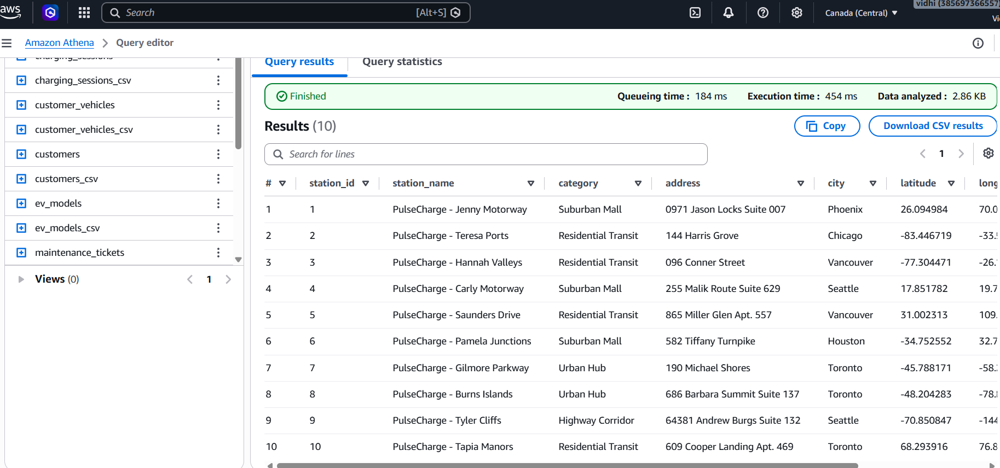 aws
Search [Alt+S]
Canada (Central)
vidhi (385697366557)
Amazon Athena > Query editor
charging_sessions
charging_sessions_csv
customer_vehicles
customer_vehicles_csv
customers
customers_csv
ev_models
ev_models_csv
maintenance_tickets
Views (0) 1
Query results Query statistics
Finished Queueing time : 184 ms Execution time : 454 ms Data analyzed : 2.86 KB
Results (10) Copy Download CSV results
Search for lines 1
# station_id station_name category address city latitude long
1 1 PulseCharge - Jenny Motorway Suburban Mall 0971 Jason Locks Suite 007 Phoenix 26.094984 70.0
2 2 PulseCharge - Teresa Ports Residential Transit 144 Harris Grove Chicago -83.446719 -33.
3 3 PulseCharge - Hannah Valleys Residential Transit 096 Conner Street Vancouver -77.304471 -26.
4 4 PulseCharge - Carly Motorway Suburban Mall 255 Malik Route Suite 629 Seattle 17.851782 19.7
5 5 PulseCharge - Saunders Drive Residential Transit 865 Miller Glen Apt. 557 Vancouver 31.002313 109.
6 6 PulseCharge - Pamela Junctions Suburban Mall 582 Tiffany Turnpike Houston -34.752552 32.7
7 7 PulseCharge - Gilmore Parkway Urban Hub 190 Michael Shores Toronto -45.788171 -58.
8 8 PulseCharge - Burns Islands Urban Hub 686 Barbara Summit Suite 137 Toronto -48.204283 -78.
9 9 PulseCharge - Tyler Cliffs Highway Corridor 64381 Andrew Burgs Suite 132 Seattle -70.850847 -144
10 10 PulseCharge - Tapia Manors Residential Transit 609 Cooper Landing Apt. 469 Toronto 68.293916 76.8